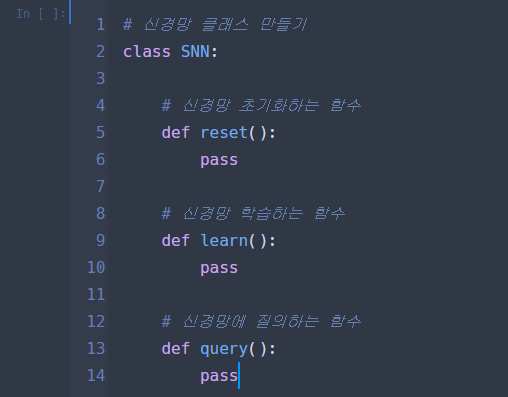 In [ ]:
1 # 신경망 클래스 만들기
2 class SNN:
3
4     # 신경망 초기화하는 함수
5     def reset():
6         pass
7
8     # 신경망 학습하는 함수
9     def learn():
10         pass
11
12     # 신경망에 질의하는 함수
13     def query():
14         pass